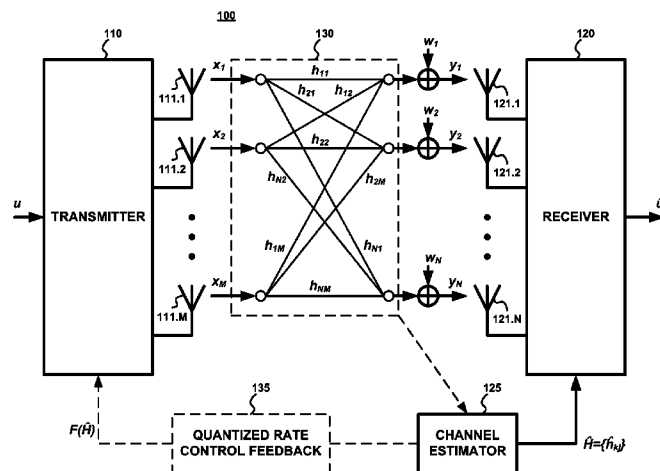 100
110
130
120
TRANSMITTER
RECEIVER
u
û
111.1
111.2
111.M
x1
x2
xM
h11
h21
h12
h22
hN2
h2M
h1M
hN1
hNM
w1
w2
wN
y1
y2
yN
121.1
121.2
121.N
135
125
F(Ĥ)
QUANTIZED RATE
CONTROL FEEDBACK
CHANNEL
ESTIMATOR
Ĥ={ĥkj}